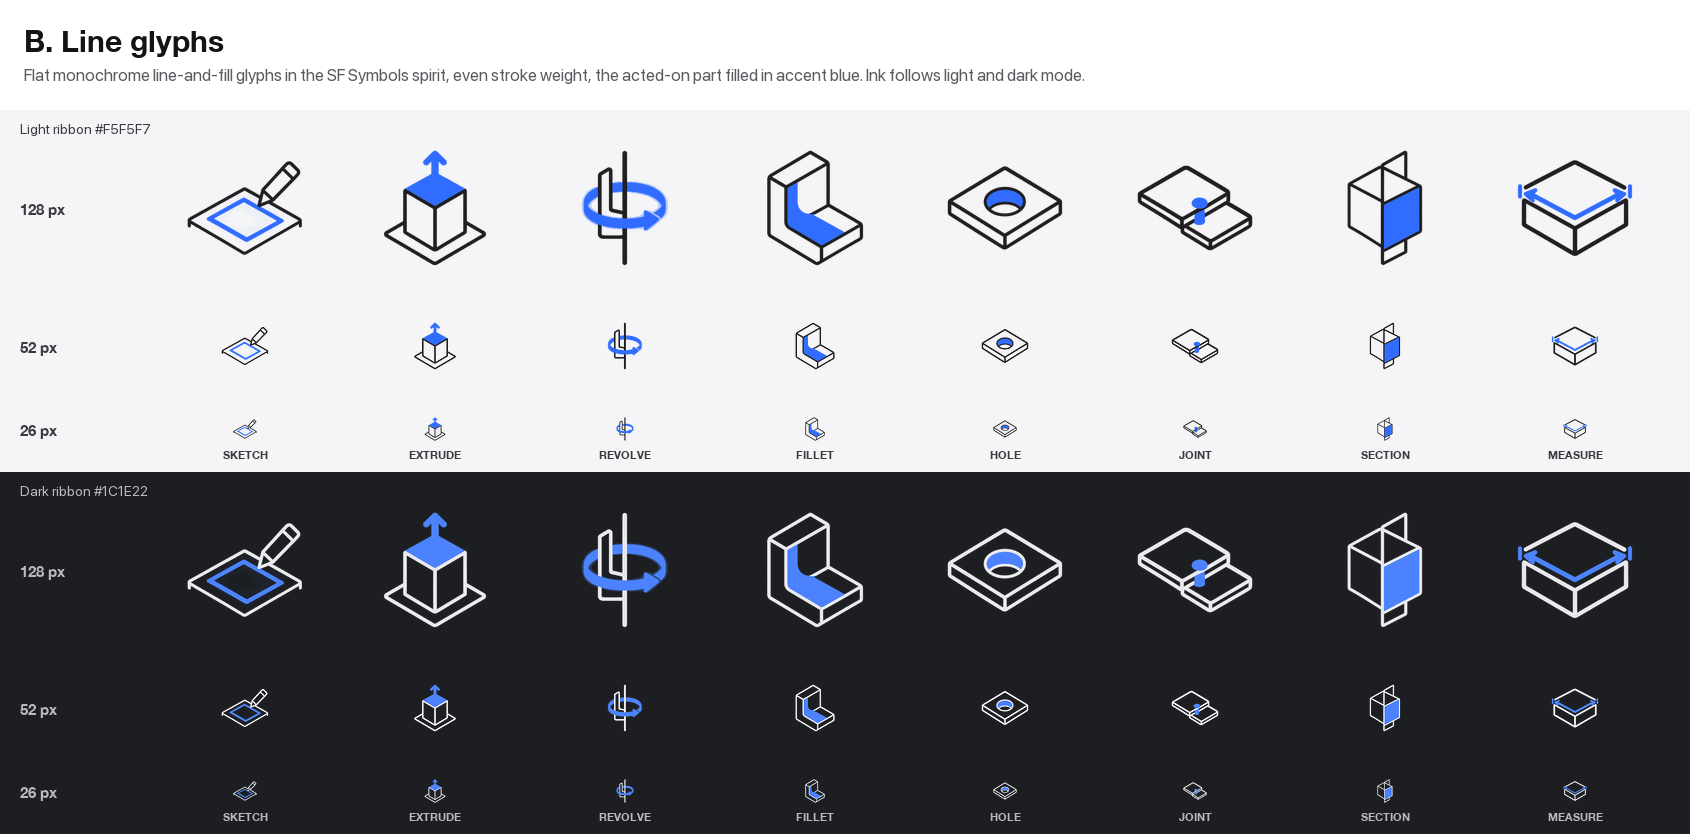 B. Line glyphs
Flat monochrome line-and-fill glyphs in the SF Symbols spirit, even stroke weight, the acted-on part filled in accent blue. Ink follows light and dark mode.
Light ribbon #F5F5F7
128 px
52 px
26 px
SKETCH EXTRUDE REVOLVE FILLET HOLE JOINT SECTION MEASURE
Dark ribbon #1C1E22
128 px
52 px
26 px
SKETCH EXTRUDE REVOLVE FILLET HOLE JOINT SECTION MEASURE